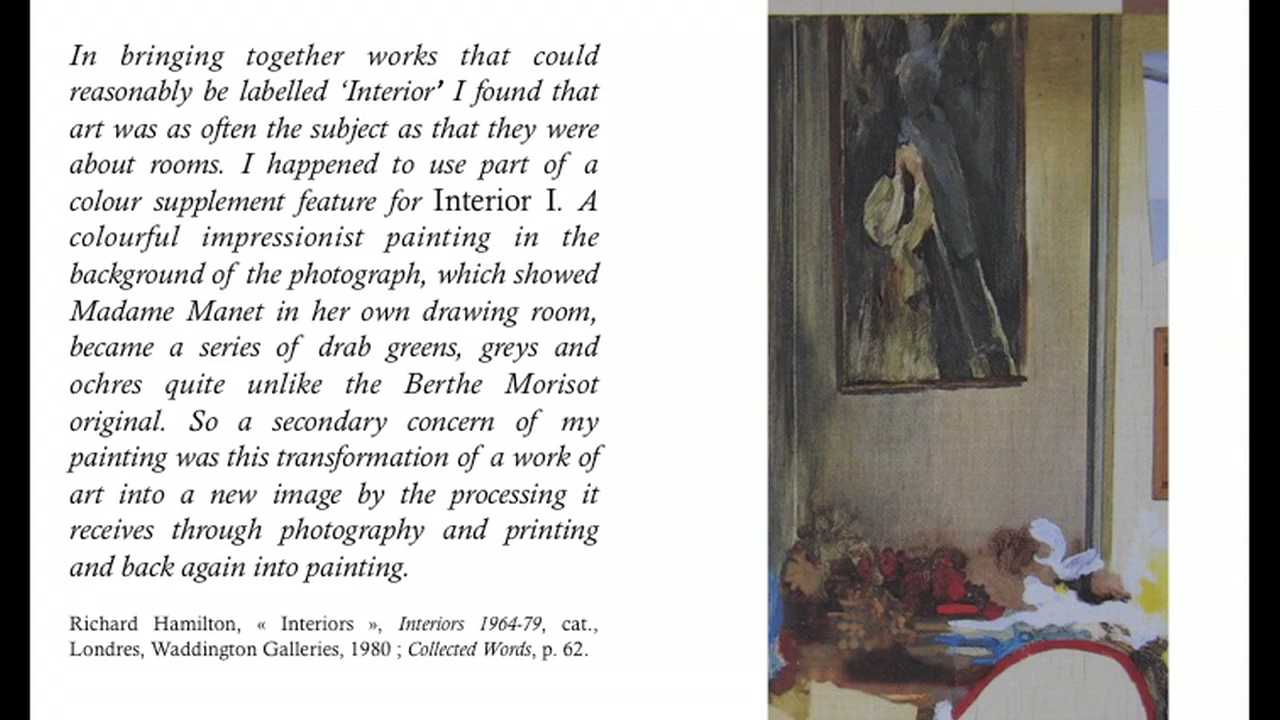 In bringing together works that could
reasonably be labelled ‘Interior’ I found that
art was as often the subject as that they were
about rooms. I happened to use part of a
colour supplement feature for Interior I. A
colourful impressionist painting in the
background of the photograph, which showed
Madame Manet in her own drawing room,
became a series of drab greens, greys and
ochres quite unlike the Berthe Morisot
original. So a secondary concern of my
painting was this transformation of a work of
art into a new image by the processing it
receives through photography and printing
and back again into painting.
Richard Hamilton, « Interiors », Interiors 1964-79, cat.,
Londres, Waddington Galleries, 1980 ; Collected Words, p. 62.